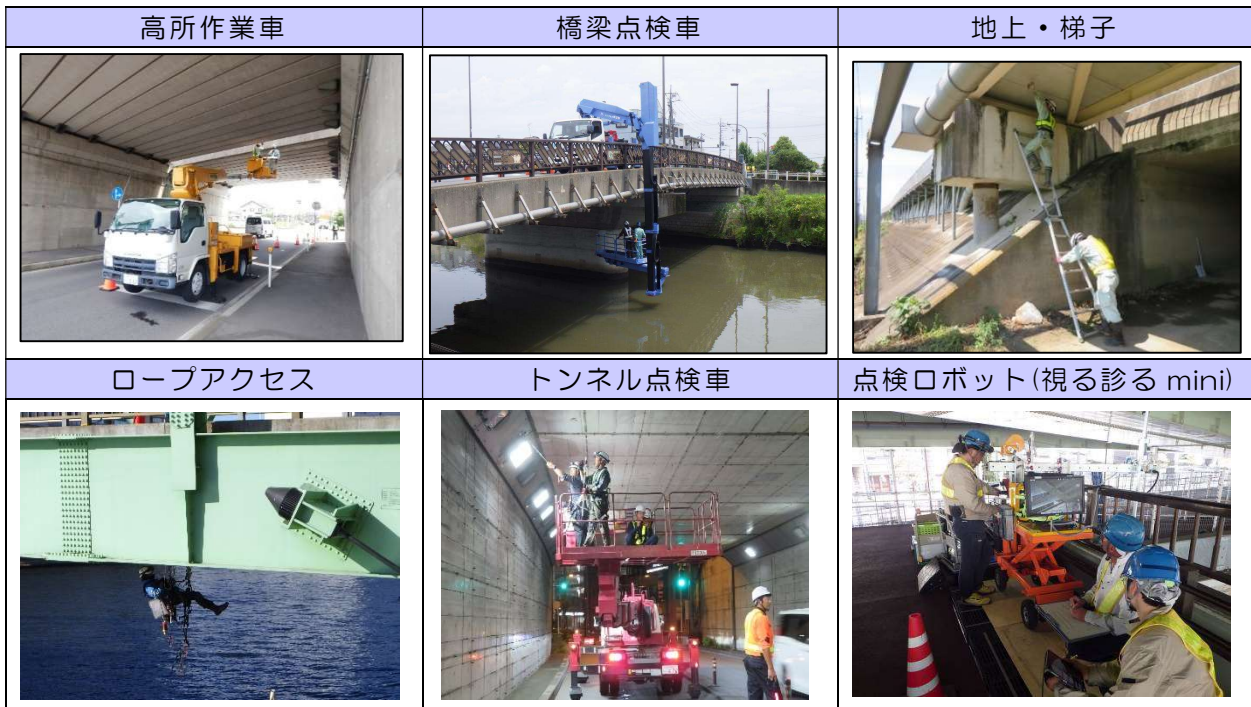 高所作業車
橋梁点検車
地上・梯子
ロープアクセス
トンネル点検車
点検ロボット(視る診る mini)